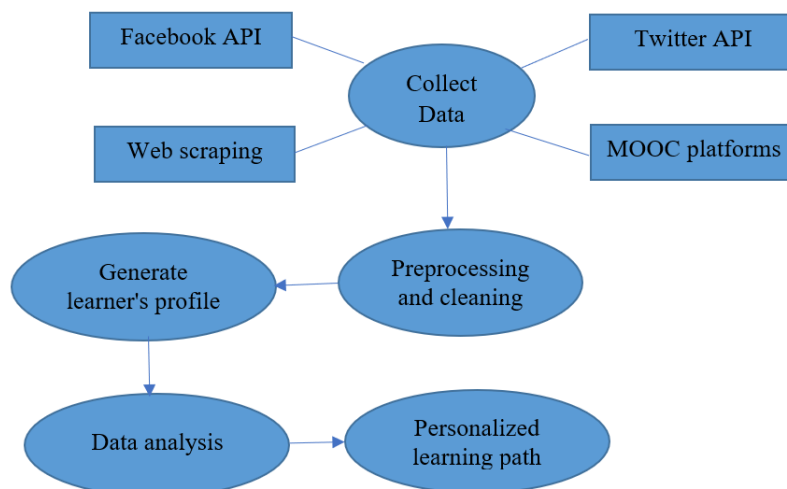 Facebook API
Twitter API
Collect
Data
Web scraping
MOOC platforms
Preprocessing
and cleaning
Generate
learner's profile
Data analysis
Personalized
learning path